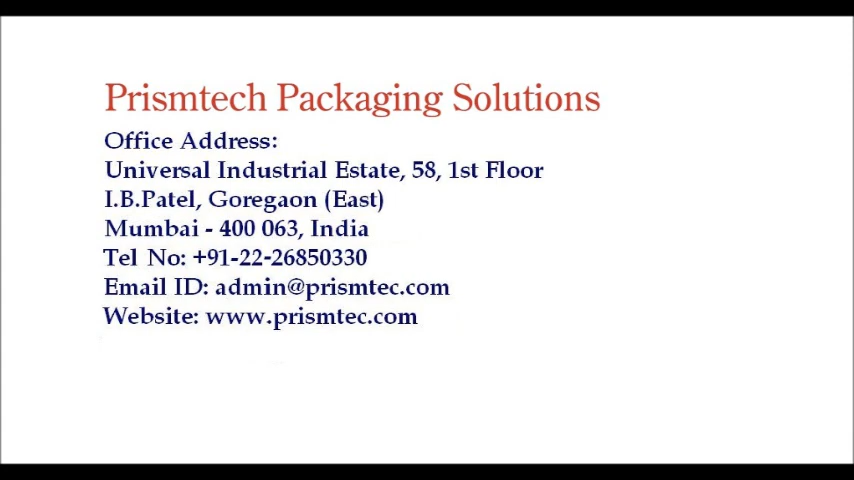 Prismtech Packaging Solutions
Office Address:
Universal Industrial Estate, 58, 1st Floor
I.B.Patel, Goregaon (East)
Mumbai - 400 063, India
Tel No: +91-22-26850330
Email ID: admin@prismtec.com
Website: www.prismtec.com